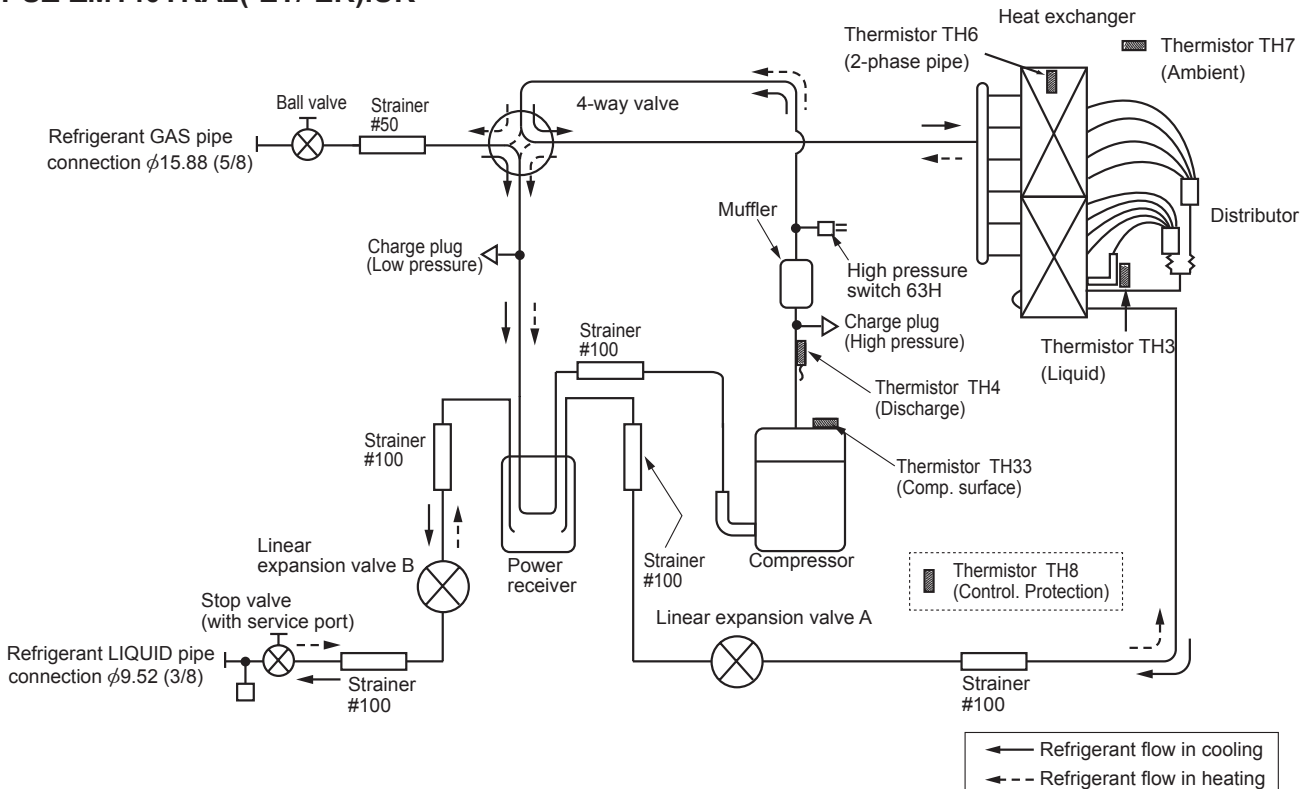 Heat exchanger
Thermistor TH6
(2-phase pipe)
Thermistor TH7
(Ambient)
4-way valve
Ball valve
Strainer
#50
Refrigerant GAS pipe
connection ϕ15.88 (5/8)
Muffler
Distributor
Charge plug
(Low pressure)
High pressure
switch 63H
Charge plug
(High pressure)
Strainer
#100
Thermistor TH3
(Liquid)
Thermistor TH4
(Discharge)
Strainer
#100
Thermistor TH33
(Comp. surface)
Linear
expansion valve B
Power
receiver
Strainer
#100
Compressor
Thermistor TH8
(Control. Protection)
Stop valve
(with service port)
Linear expansion valve A
Refrigerant LIQUID pipe
connection ϕ9.52 (3/8)
Strainer
#100
Strainer
#100
Refrigerant flow in cooling
Refrigerant flow in heating